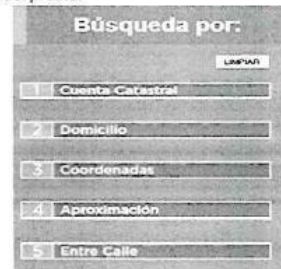 Búsqueda por:
LIMPIAR
1 Cuenta Catastral
2 Domicilio
3 Coordenadas
4 Aproximación
5 Entre Calle